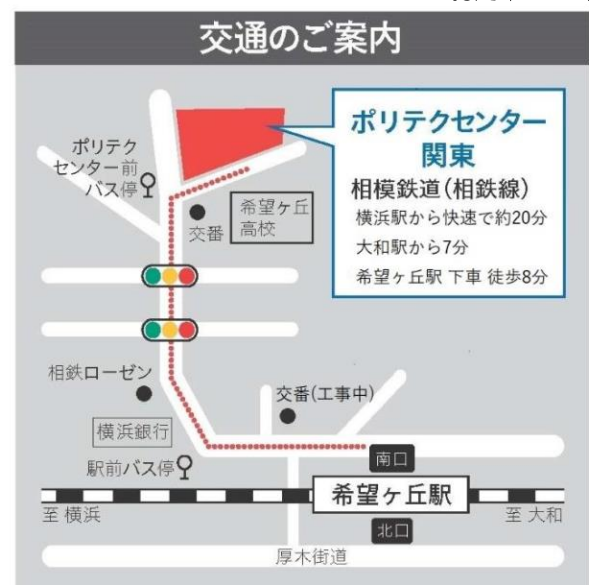 交通のご案内
ポリテクセンター
関東
相模鉄道(相鉄線)
横浜駅から快速で約20分
大和駅から7分
希望ヶ丘駅 下車 徒歩8分
ポリテク
センター前
バス停
交番
希望ヶ丘
高校
相鉄ローゼン
交番(工事中)
横浜銀行
駅前バス停
南口
希望ヶ丘駅
至 横浜
至 大和
北口
厚木街道